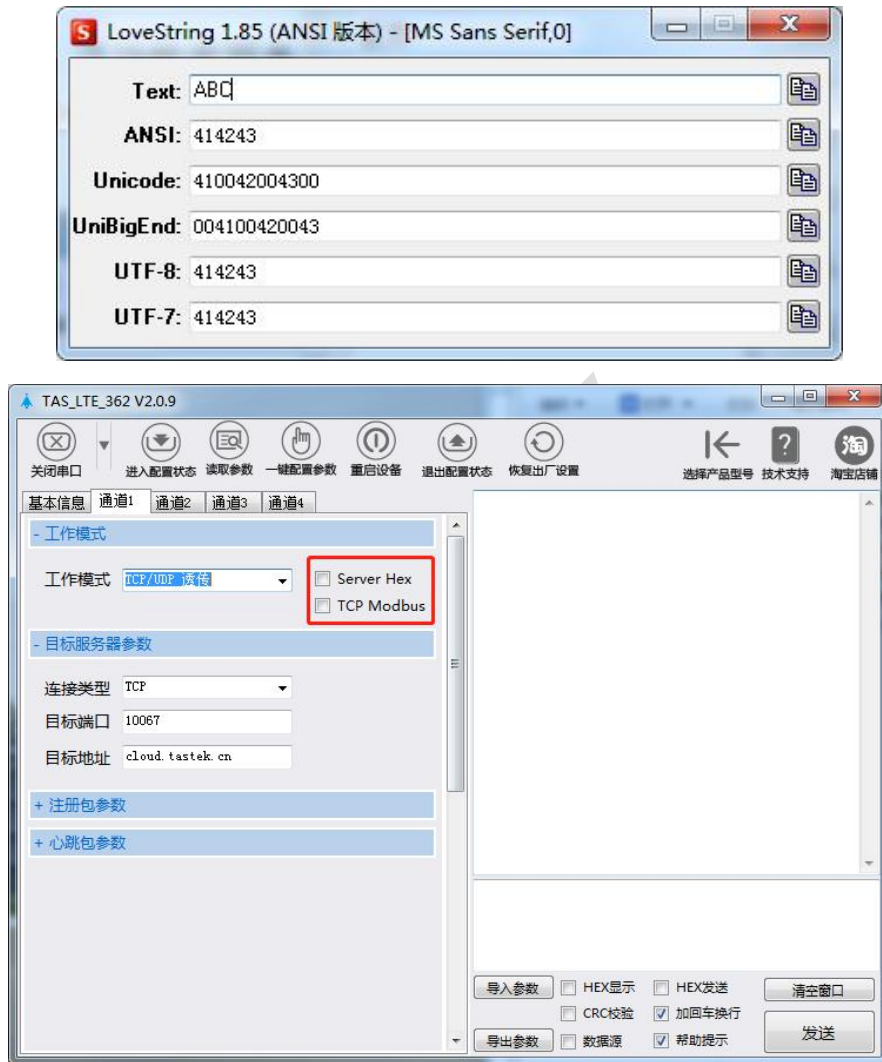 LoveString 1.85 (ANSI 版本) - [MS Sans Serif,0]
Text: ABC
ANSI: 414243
Unicode: 410042004300
UniBigEnd: 004100420043
UTF-8: 414243
UTF-7: 414243
TAS_LTE_362 V2.0.9
关闭串口 进入配置状态 读取参数 一键配置参数 重启设备 退出配置状态 恢复出厂设置 选择产品型号 技术支持 淘宝店铺
淘
基本信息 通道1 通道2 通道3 通道4
- 工作模式
工作模式 TCP/UDP 透传 Server Hex
TCP Modbus
- 目标服务器参数
连接类型 TCP
目标端口 10067
目标地址 cloud.tastek.cn
+ 注册包参数
+ 心跳包参数
导入参数 HEX显示 HEX发送 清空窗口
CRC校验 加回车换行
导出参数 数据源 帮助提示 发送